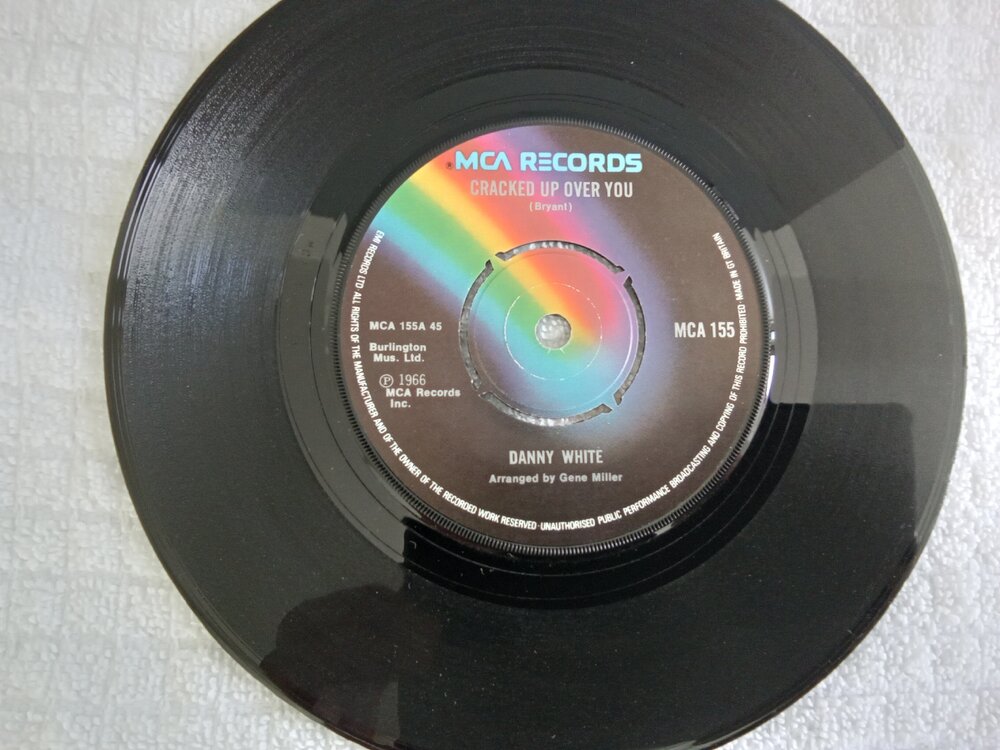 ® MCA RECORDS
CRACKED UP OVER YOU
(Bryant)
MCA 155A 45
Burlington
Mus. Ltd.
Ⓟ 1966
MCA Records
Inc.
MCA 155
DANNY WHITE
Arranged by Gene Miller
EMI RECORDS LTD·ALL RIGHTS OF THE MANUFACTURER AND OF THE OWNER OF THE RECORDED WORK RESERVED·UNAUTHORISED PUBLIC PERFORMANCE BROADCASTING AND COPYING OF THIS RECORD PROHIBITED·MADE IN GT BRITAIN